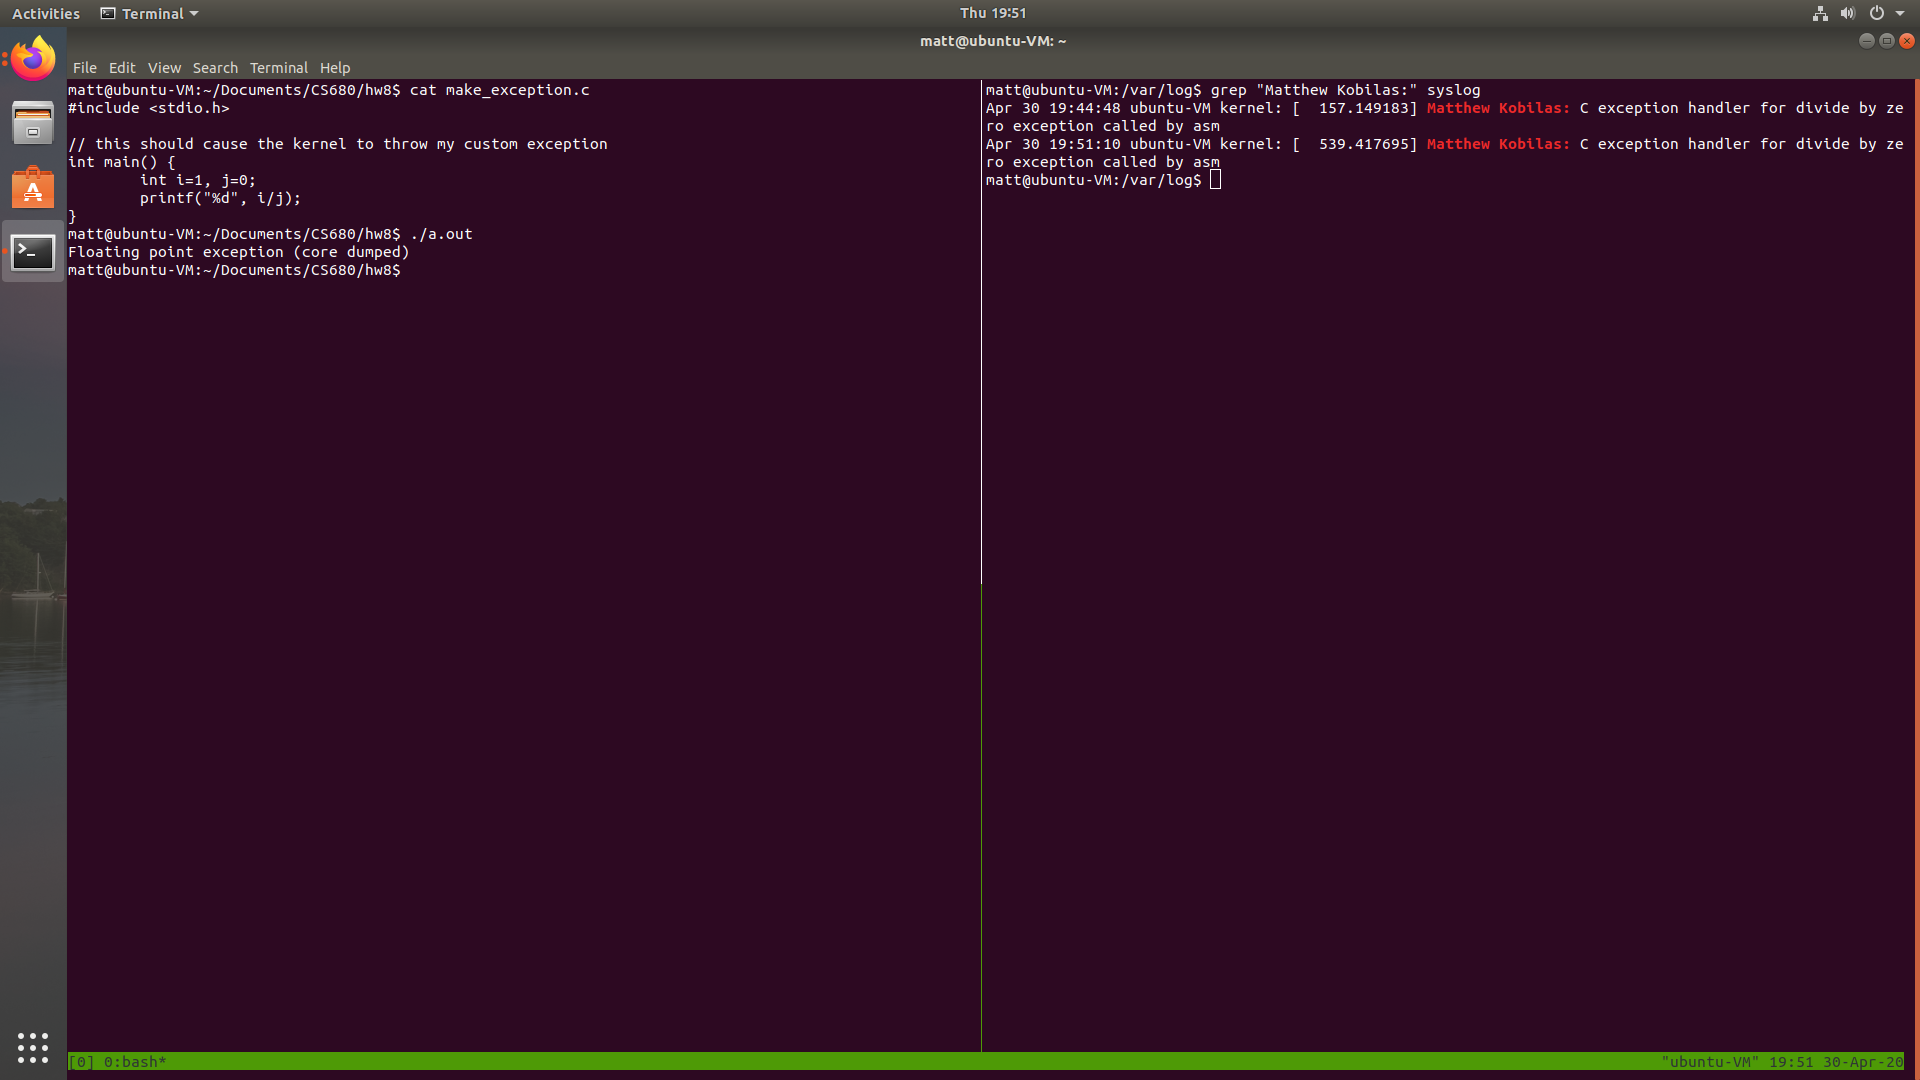 Activities Terminal Thu 19:51
matt@ubuntu-VM: ~
File Edit View Search Terminal Help
matt@ubuntu-VM:~/Documents/CS680/hw8$ cat make_exception.c
#include <stdio.h>
// this should cause the kernel to throw my custom exception
int main() {
        int i=1, j=0;
        printf("%d", i/j);
}
matt@ubuntu-VM:~/Documents/CS680/hw8$ ./a.out
Floating point exception (core dumped)
matt@ubuntu-VM:~/Documents/CS680/hw8$
matt@ubuntu-VM:/var/log$ grep "Matthew Kobilas:" syslog
Apr 30 19:44:48 ubuntu-VM kernel: [  157.149183] Matthew Kobilas: C exception handler for divide by ze
ro exception called by asm
Apr 30 19:51:10 ubuntu-VM kernel: [  539.417695] Matthew Kobilas: C exception handler for divide by ze
ro exception called by asm
matt@ubuntu-VM:/var/log$
[0] 0:bash* "ubuntu-VM" 19:51 30-Apr-20